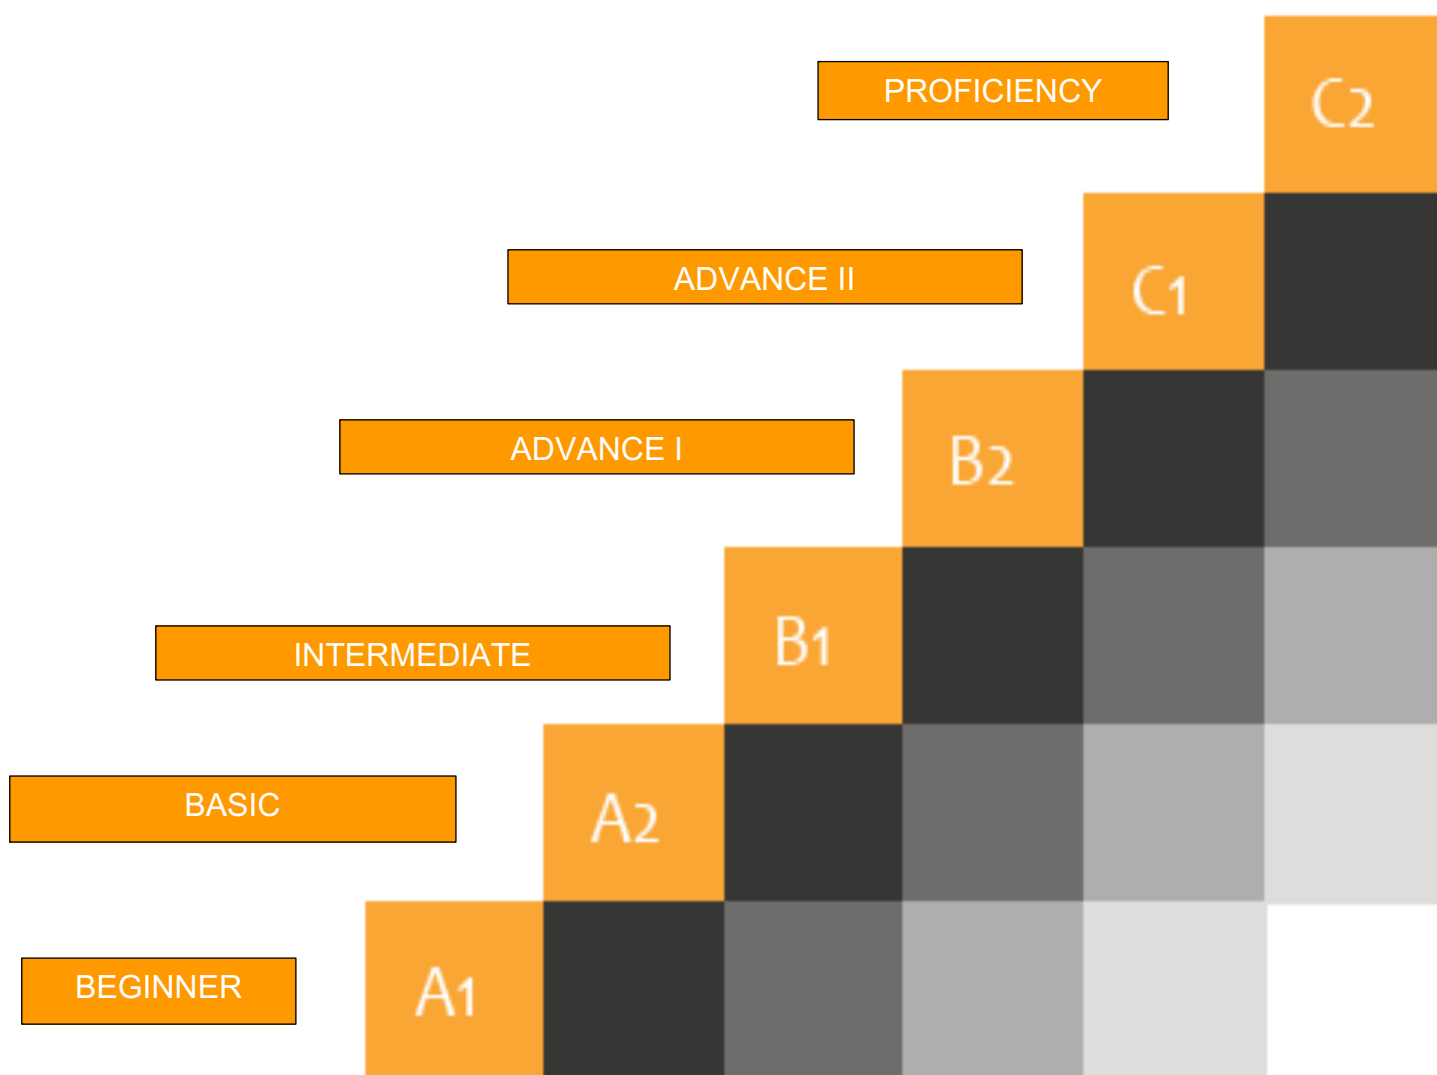 PROFICIENCY
C2
ADVANCE II
C1
ADVANCE I
B2
INTERMEDIATE
B1
BASIC
A2
BEGINNER
A1